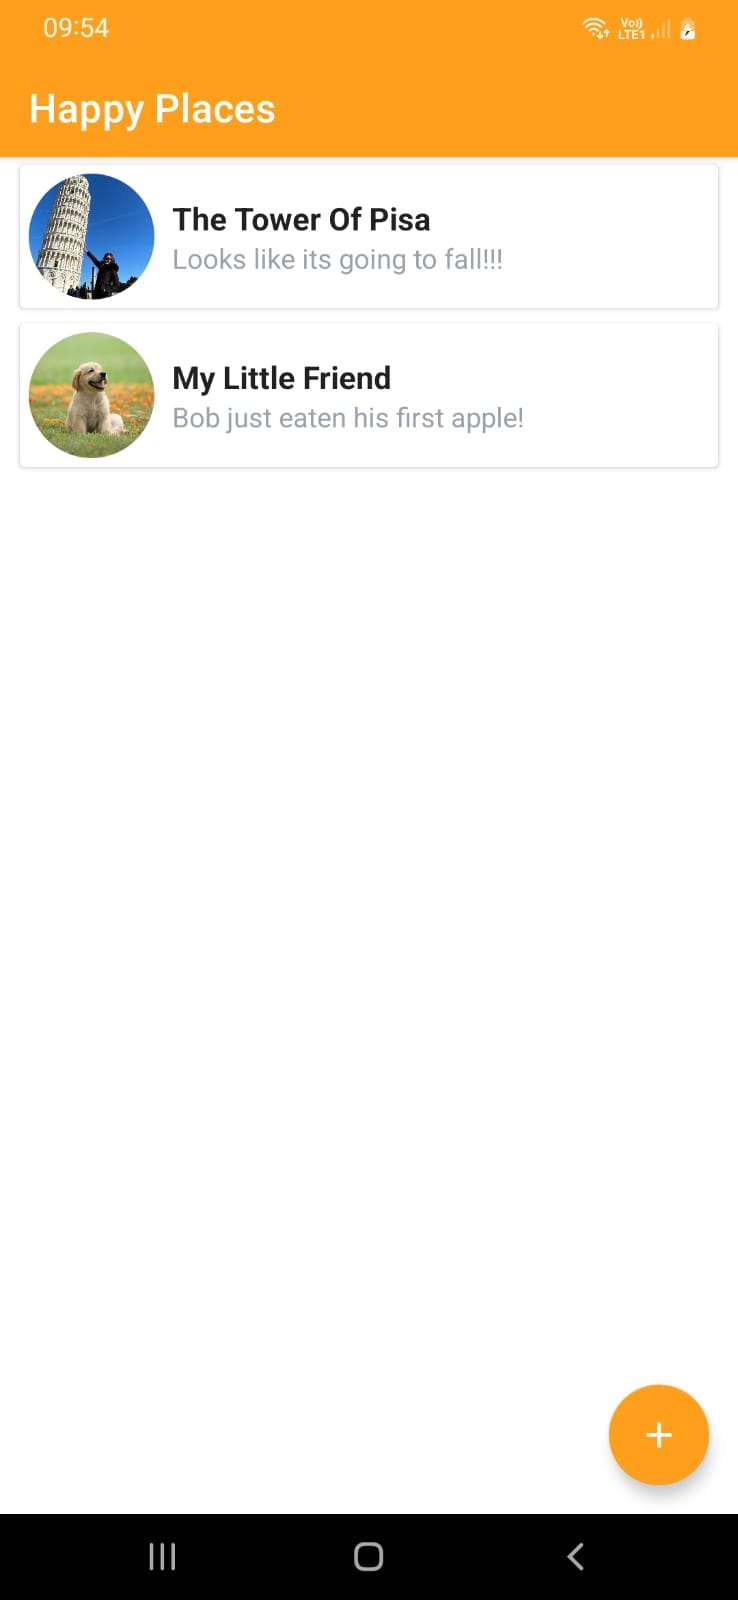 09:54
Vo))
LTE1
Happy Places
The Tower Of Pisa
Looks like its going to fall!!!
My Little Friend
Bob just eaten his first apple!
+